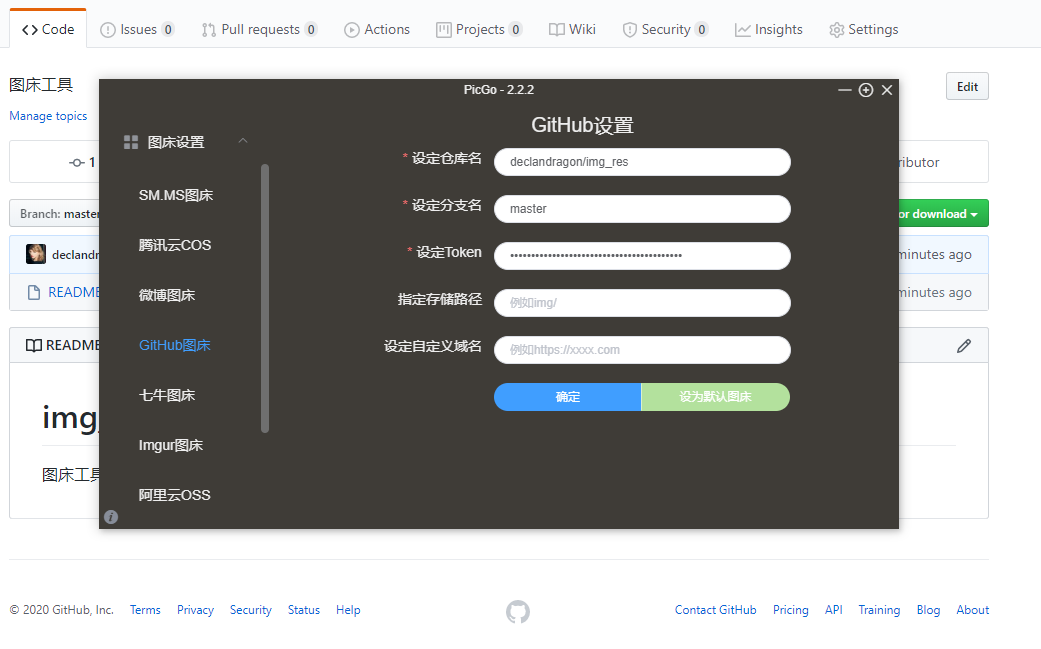 Code Issues 0 Pull requests 0 Actions Projects 0 Wiki Security 0 Insights Settings
图床工具
Edit
Manage topics
1
Branch: master
or download
declandr
minutes ago
README
minutes ago
README
img_
图床工具
PicGo - 2.2.2
图床设置
SM.MS图床
腾讯云COS
微博图床
GitHub图床
七牛图床
Imgur图床
阿里云OSS
GitHub设置
* 设定仓库名 declandragon/img_res
* 设定分支名 master
* 设定Token ••••••••••••••••••••••••••••••••••••••••
指定存储路径 例如img/
设定自定义域名 例如https://xxxx.com
确定 设为默认图床
© 2020 GitHub, Inc. Terms Privacy Security Status Help
Contact GitHub Pricing API Training Blog About